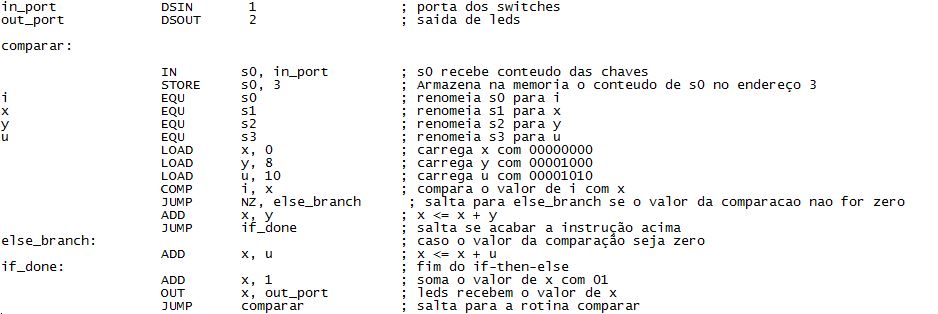 in_port DSIN 1 ; porta dos switches
out_port DSOUT 2 ; saida de leds
comparar:
IN s0, in_port ; s0 recebe conteudo das chaves
STORE s0, 3 ; Armazena na memoria o conteudo de s0 no endereço 3
i EQU s0 ; renomeia s0 para i
x EQU s1 ; renomeia s1 para x
y EQU s2 ; renomeia s2 para y
u EQU s3 ; renomeia s3 para u
LOAD x, 0 ; carrega x com 00000000
LOAD y, 8 ; carrega y com 00001000
LOAD u, 10 ; carrega u com 00001010
COMP i, x ; compara o valor de i com x
JUMP NZ, else_branch ; salta para else_branch se o valor da comparacao nao for zero
ADD x, y ; x <= x + y
JUMP if_done ; salta se acabar a instrução acima
else_branch: ; caso o valor da comparação seja zero
ADD x, u ; x <= x + u
if_done: ; fim do if-then-else
ADD x, 1 ; soma o valor de x com 01
OUT x, out_port ; leds recebem o valor de x
JUMP comparar ; salta para a rotina comparar